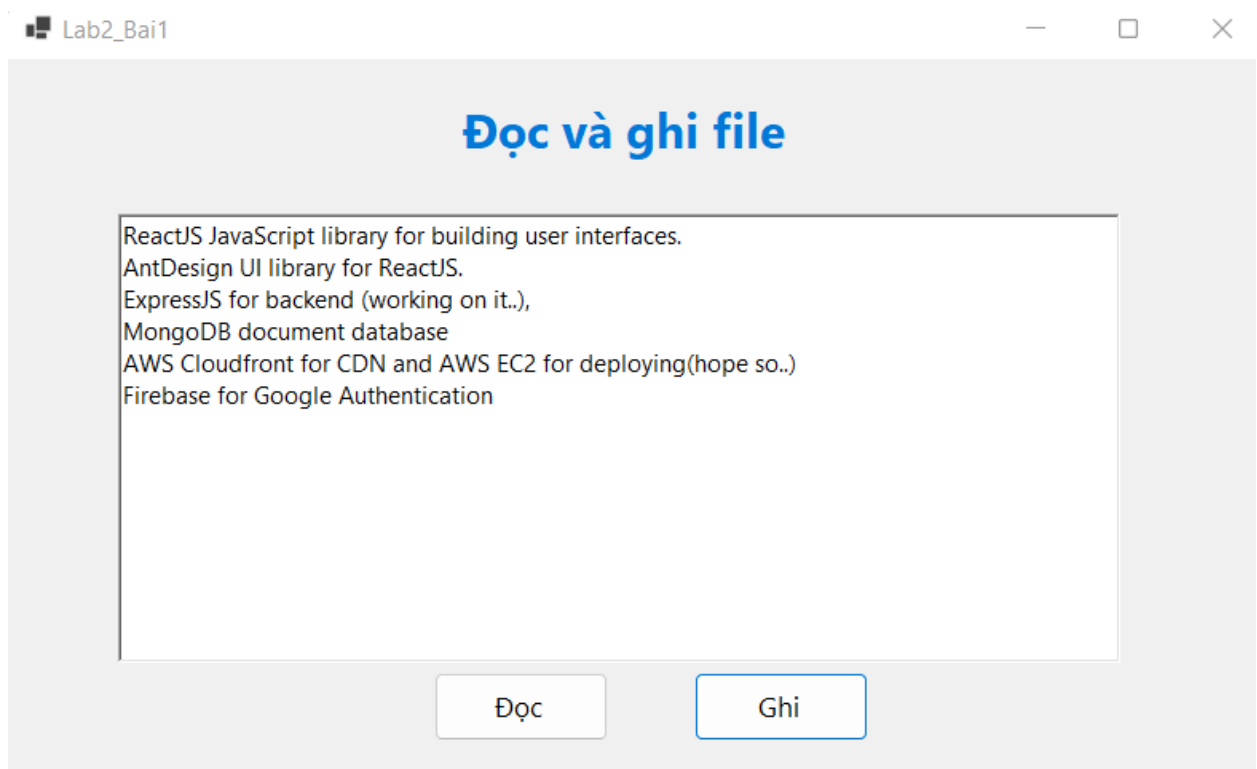 Lab2_Bai1
Đọc và ghi file
ReactJS JavaScript library for building user interfaces.
AntDesign UI library for ReactJS.
ExpressJS for backend (working on it..),
MongoDB document database
AWS Cloudfront for CDN and AWS EC2 for deploying(hope so..)
Firebase for Google Authentication
Đọc
Ghi